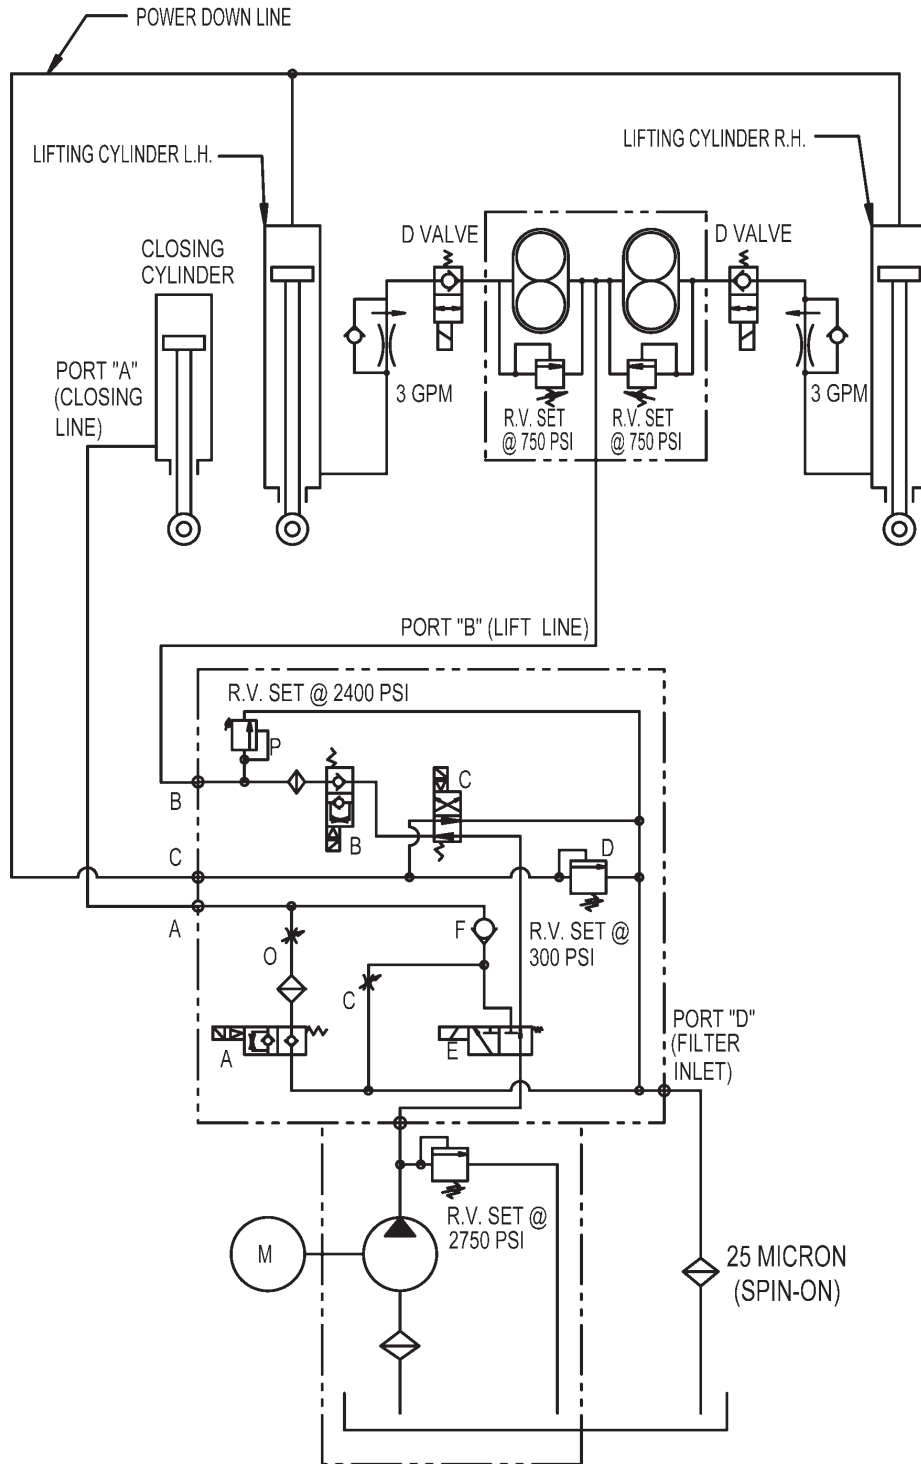 POWER DOWN LINE
LIFTING CYLINDER L.H.
LIFTING CYLINDER R.H.
CLOSING
CYLINDER
D VALVE
D VALVE
PORT "A"
(CLOSING
LINE)
3 GPM
3 GPM
R.V. SET
@ 750 PSI
R.V. SET
@ 750 PSI
PORT "B" (LIFT LINE)
R.V. SET @ 2400 PSI
P
C
B
B
C
D
A
F
R.V. SET @
300 PSI
O
C
A
E
PORT "D"
(FILTER
INLET)
R.V. SET @
2750 PSI
M
25 MICRON
(SPIN-ON)